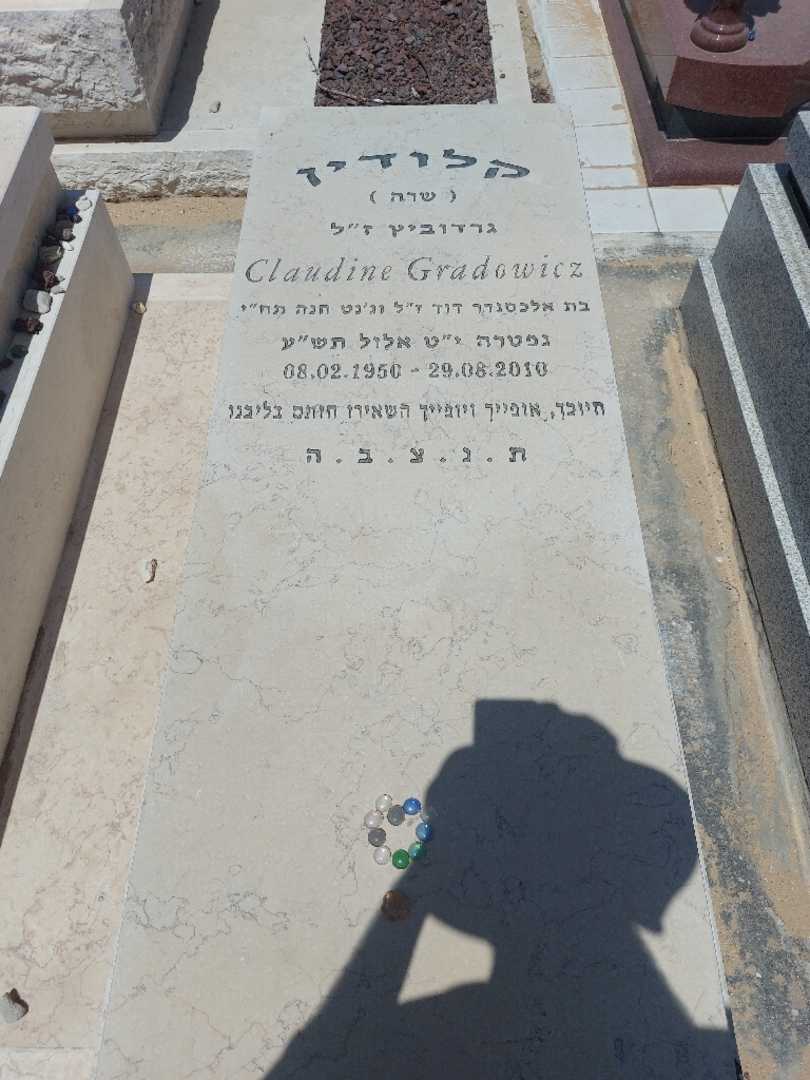 קלודין
( שרה )
גרדוביץ ז״ל
Claudine Gradowicz
בת אלכסנדר דוד ז״ל וג׳נט חנה תח״י
נפטרה י״ט אלול תש״ע
08.02.1950 - 29.08.2010
חיוכך, אופייך ויופייך השאירו חותם בליבנו
ת . נ . צ . ב . ה